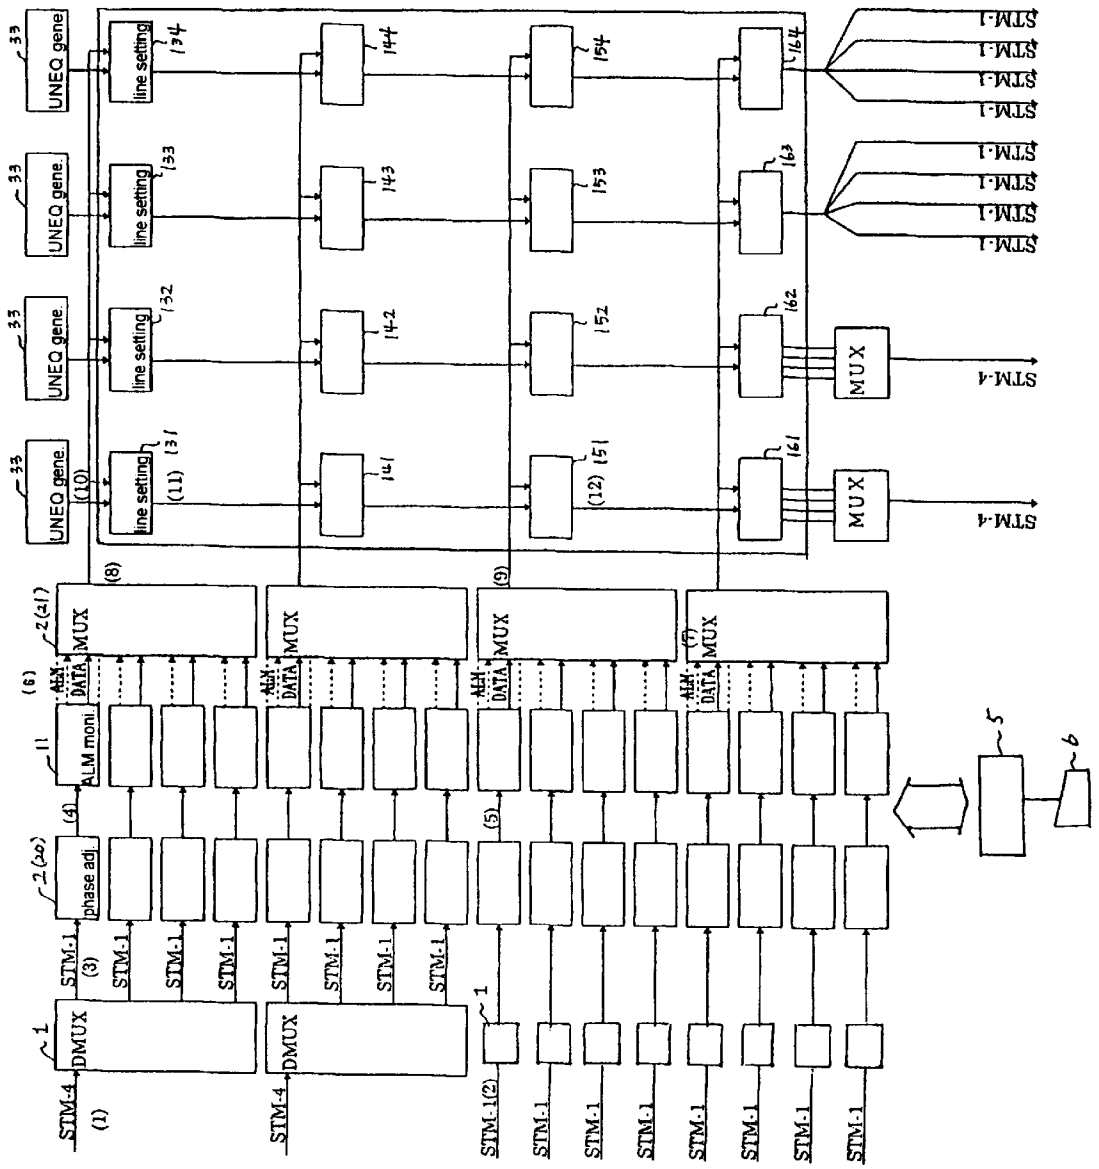 33
33
33
33
UNEQ gene.
UNEQ gene.
UNEQ gene.
UNEQ gene.
(10)
line setting
line setting
line setting
line setting
131
132
133
134
(11)
141
142
143
144
151
152
153
154
(12)
161
162
163
164
MUX
MUX
STM-4
STM-4
STM-1
STM-1
STM-1
STM-1
STM-1
STM-1
STM-1
STM-1
(8)
(9)
2(21)
MUX
MUX
MUX
(7)
MUX
(6)
ALM
DATA
ALM
DATA
ALM
DATA
ALM
DATA
11
ALM moni
(4)
(5)
2(20)
phase adj.
STM-1
(3)
STM-1
STM-1
STM-1
STM-1
STM-1
STM-1
STM-1
1
DMUX
DMUX
1
STM-4
(1)
STM-4
STM-1(2)
STM-1
STM-1
STM-1
STM-1
STM-1
STM-1
STM-1
5
6